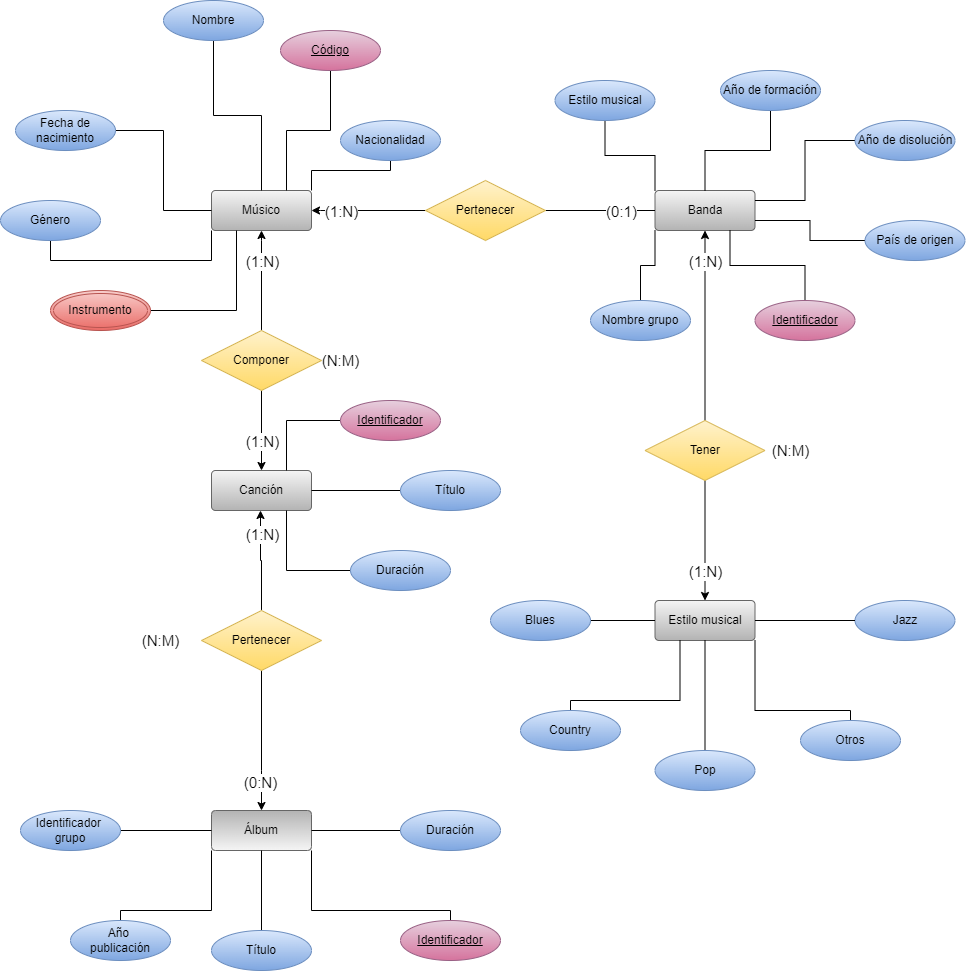 Nombre
Código
Fecha de
nacimiento
Nacionalidad
Género
Músico
Instrumento
(1:N)
Pertenecer
(0:1)
Estilo musical
Año de formación
Año de disolución
Banda
País de origen
Nombre grupo
Identificador
(1:N)
(1:N)
Componer
(N:M)
(1:N)
Identificador
Canción
Título
Duración
(1:N)
Tener
(N:M)
(1:N)
Blues
Estilo musical
Jazz
Country
Pop
Otros
(N:M)
Pertenecer
(0:N)
Identificador
grupo
Álbum
Duración
Año
publicación
Título
Identificador